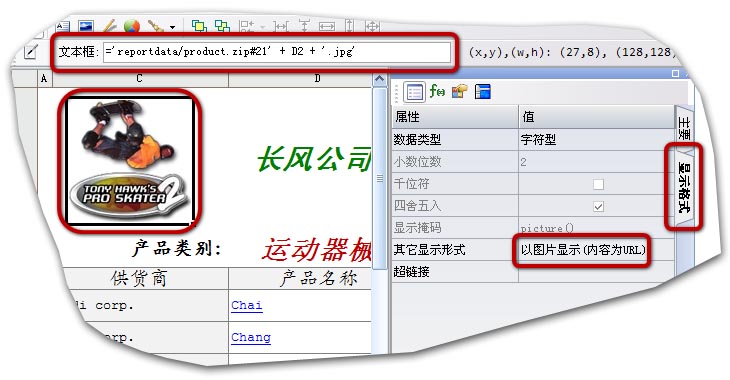 文本框: ='reportdata/product.zip#21' + D2 + '.jpg' (x,y),(w,h): (27,8), (128,128)
A C D
TONY HAWK'S
PRO SKATER 2
长风公司
产品类别: 运动器械
供货商 产品名称
di corp. Chai
corp. Chang
属性 值
数据类型 字符型
小数位数 2
千位符
四舍五入
显示掩码 picture()
其它显示形式 以图片显示(内容为URL)
超链接
主要
显示格式